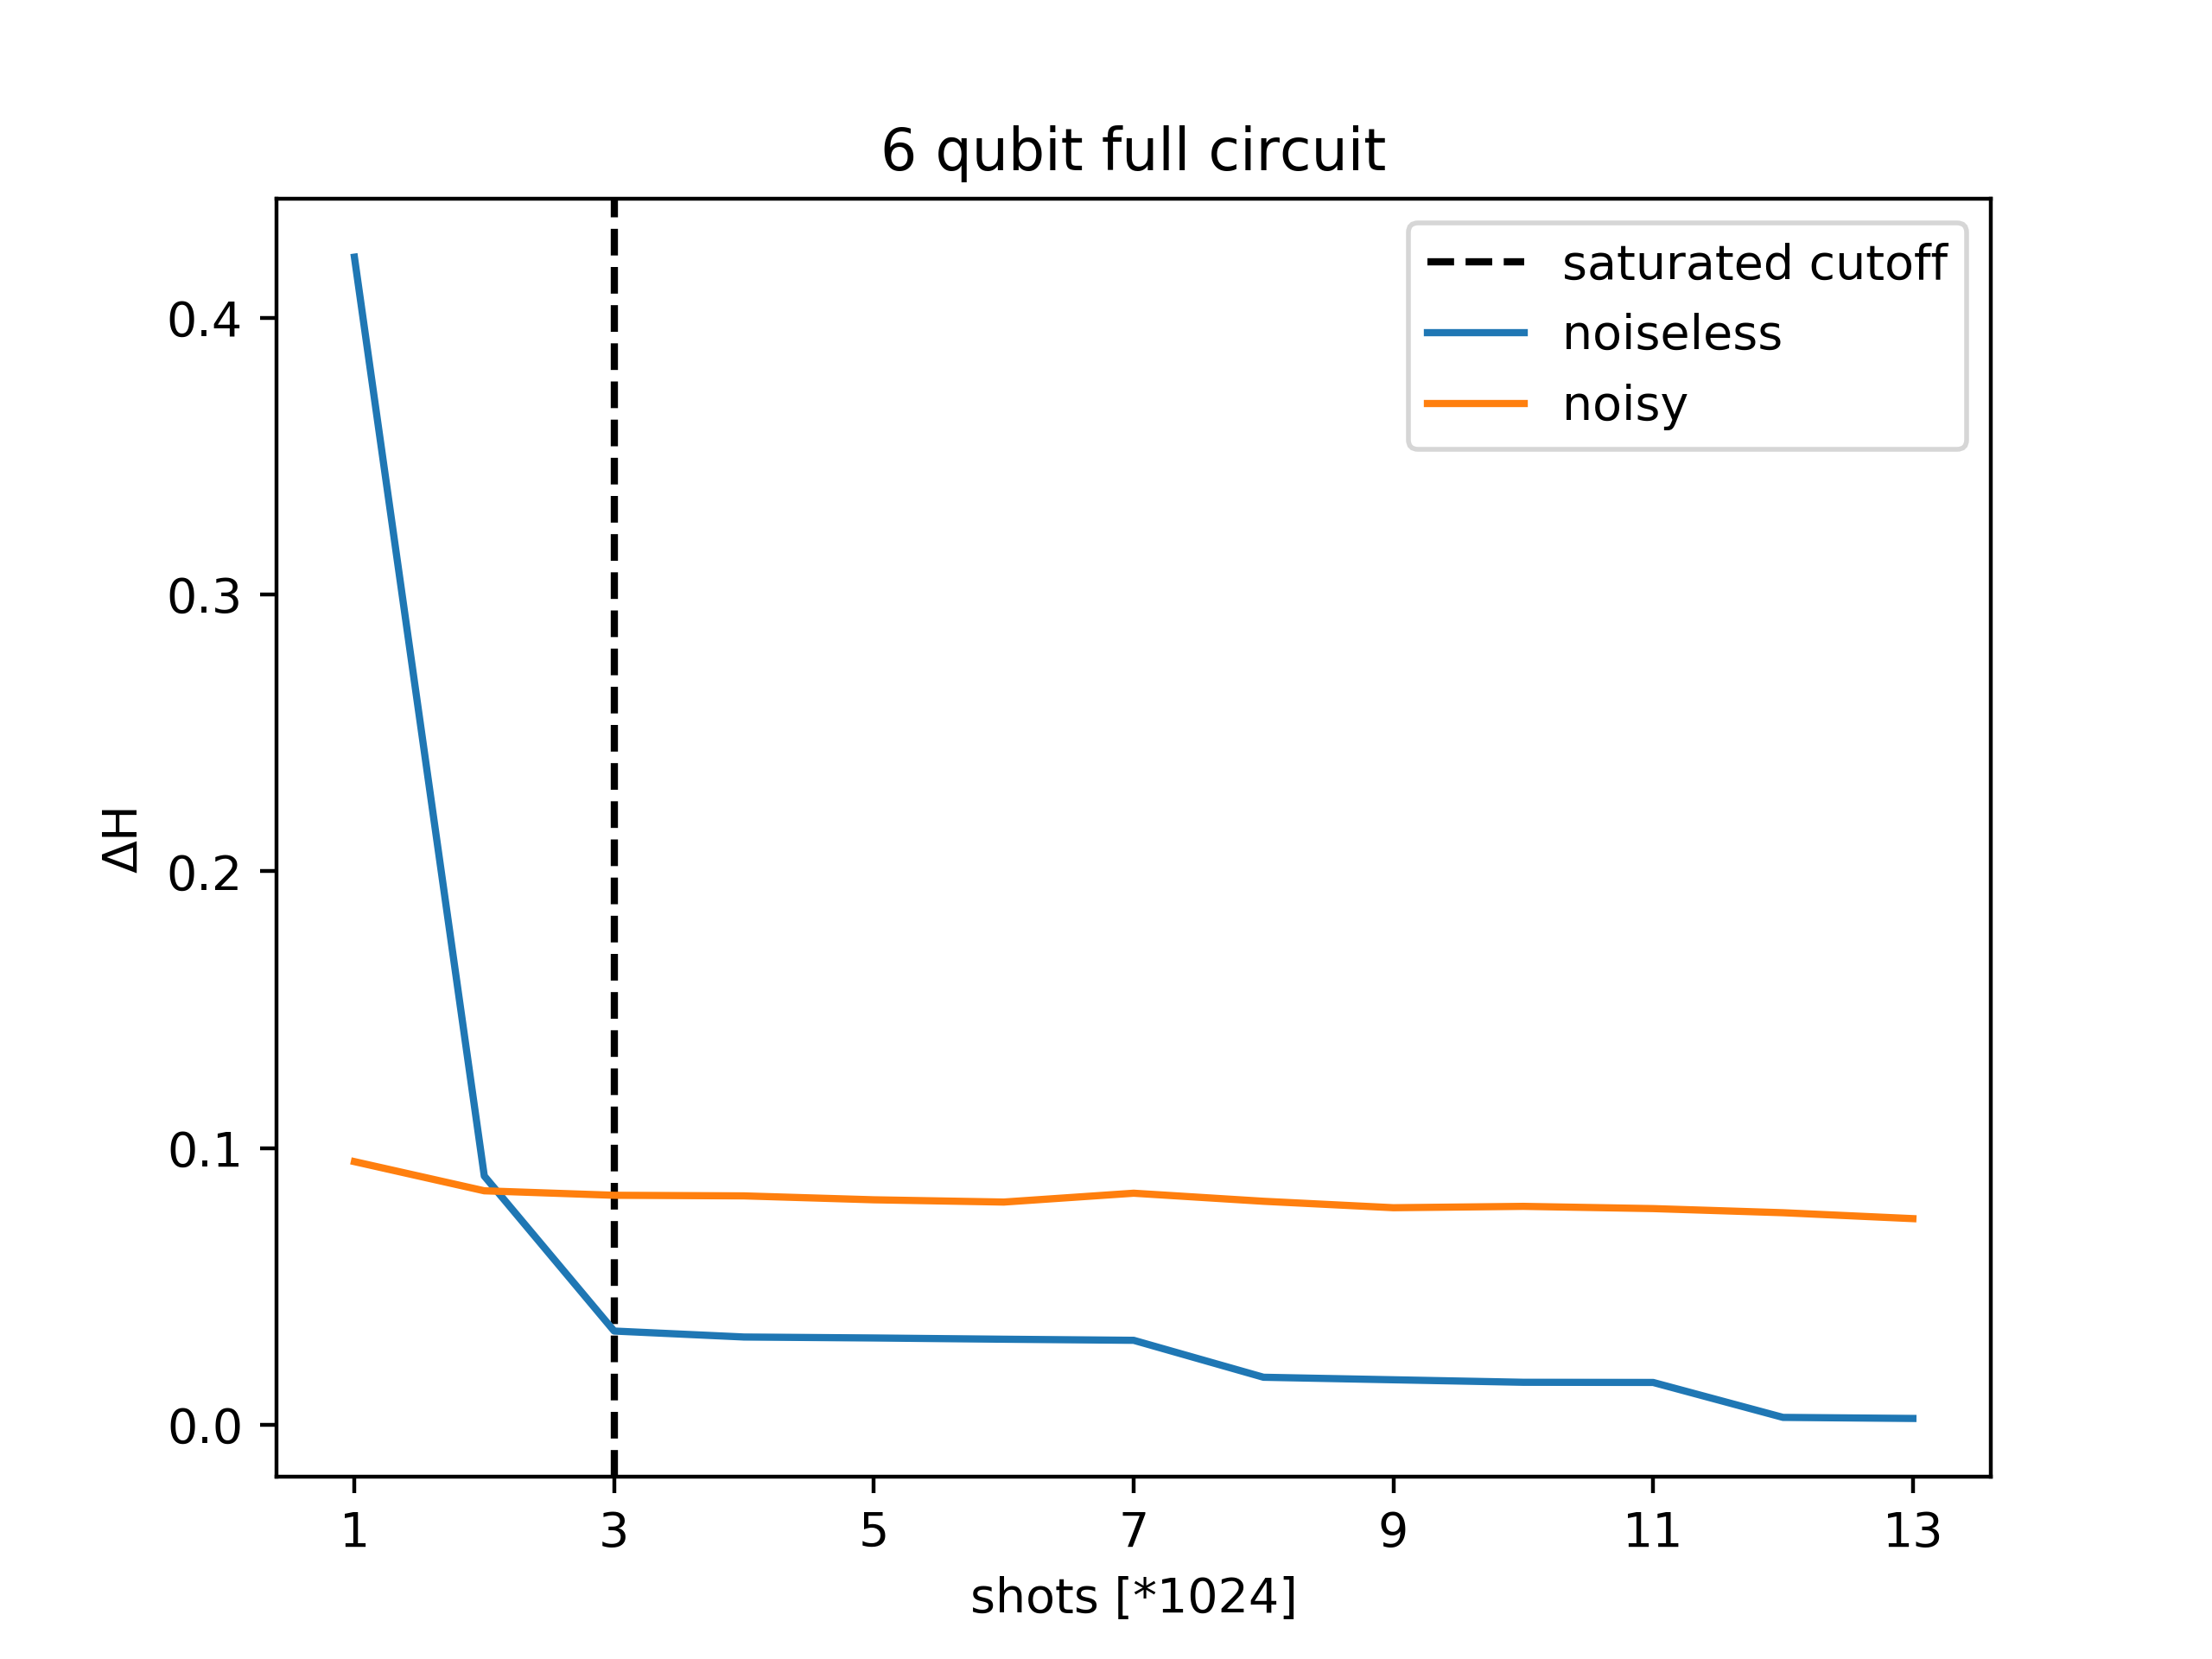 6 qubit full circuit
saturated cutoff
noiseless
noisy
0.4
0.3
0.2
0.1
0.0
ΔH
1 3 5 7 9 11 13
shots [*1024]